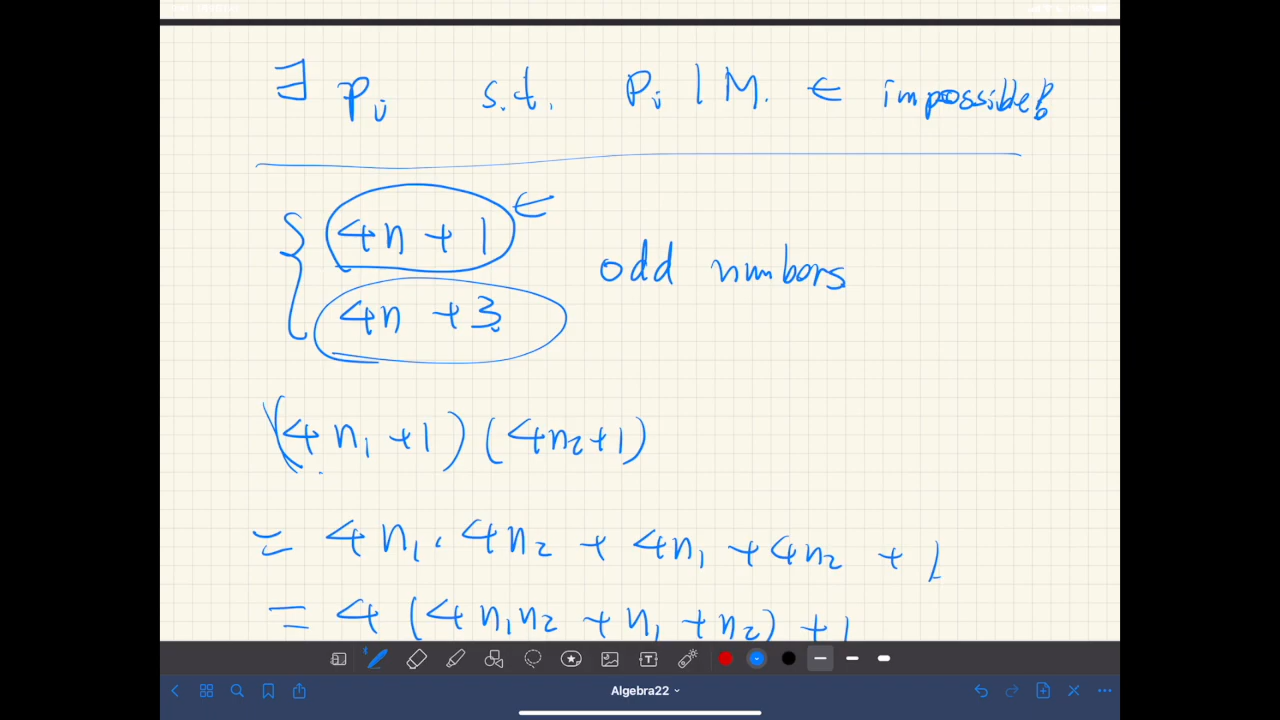 ∃ pᵢ s.t. pᵢ | M. ← impossible!
4n + 1 ←
odd numbers
4n + 3
(4n₁ + 1) (4n₂ + 1)
= 4n₁ · 4n₂ + 4n₁ + 4n₂ + 1
= 4 (4n₁n₂ + n₁ + n₂) + 1
Algebra22